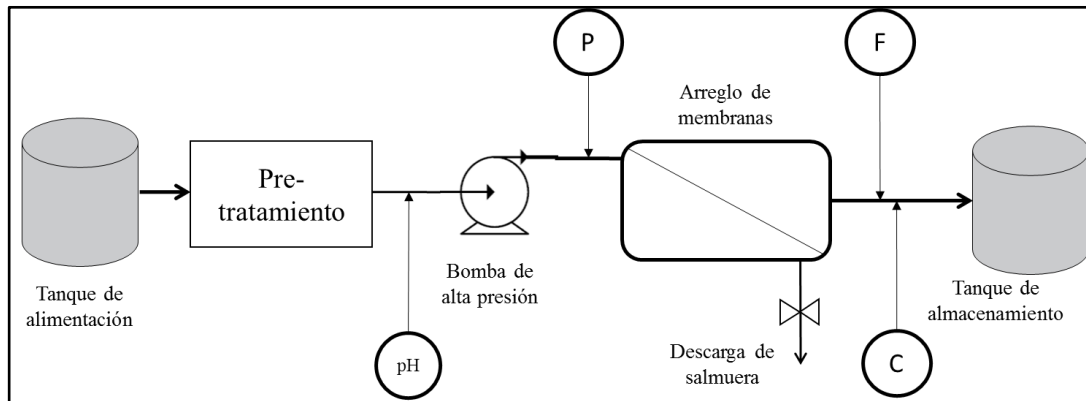 P
F
Arreglo de
membranas
Pre-
tratamiento
Bomba de
alta presión
Tanque de
alimentación
Tanque de
almacenamiento
pH
Descarga de
salmuera
C